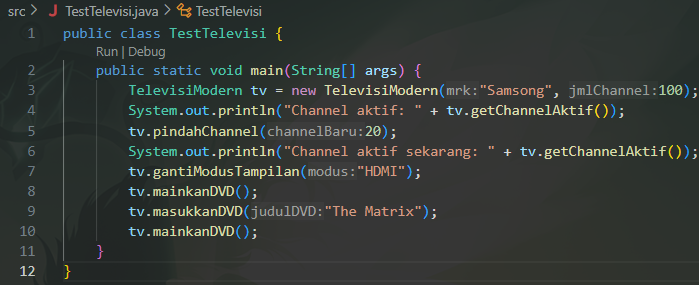 src > J TestTelevisi.java > TestTelevisi
1 public class TestTelevisi {
Run | Debug
2 public static void main(String[] args) {
3 TelevisiModern tv = new TelevisiModern(mrk:"Samsong", jmlChannel:100);
4 System.out.println("Channel aktif: " + tv.getChannelAktif());
5 tv.pindahChannel(channelBaru:20);
6 System.out.println("Channel aktif sekarang: " + tv.getChannelAktif());
7 tv.gantiModusTampilan(modus:"HDMI");
8 tv.mainkanDVD();
9 tv.masukkanDVD(judulDVD:"The Matrix");
10 tv.mainkanDVD();
11 }
12 }